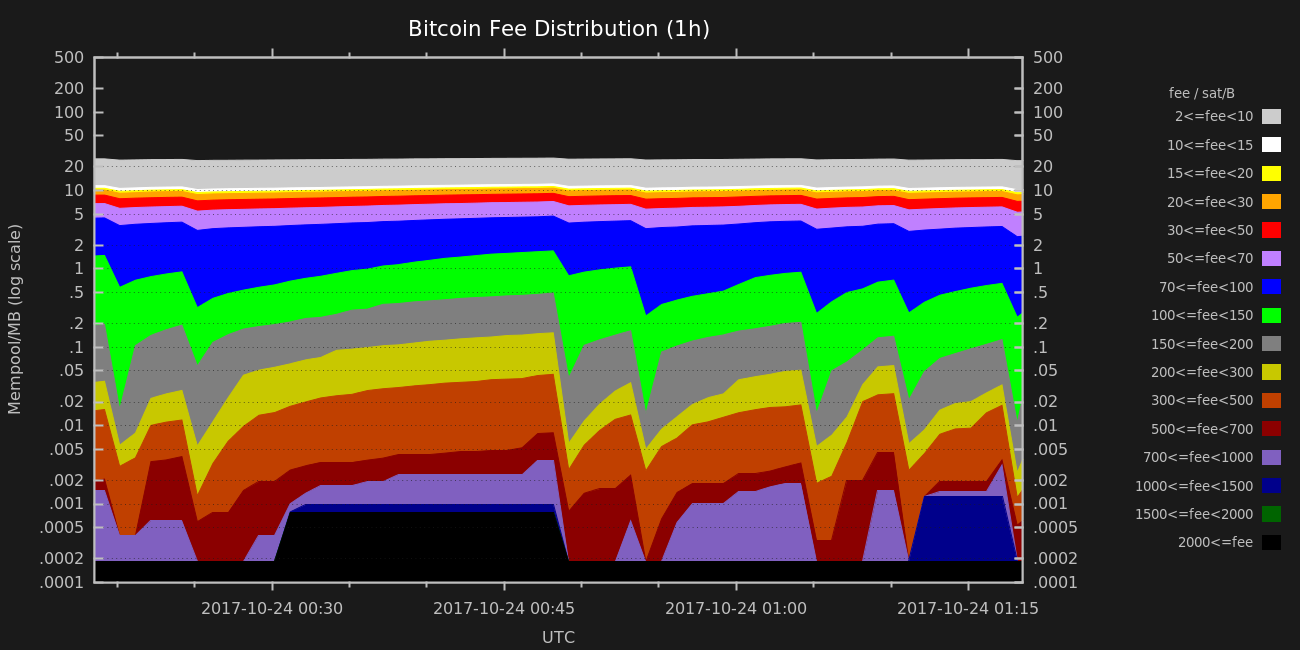 Bitcoin Fee Distribution (1h)
500
200
100
50
20
10
5
2
1
.5
.2
.1
.05
.02
.01
.005
.002
.001
.0005
.0002
.0001
Mempool/MB (log scale)
500
200
100
50
20
10
5
2
1
.5
.2
.1
.05
.02
.01
.005
.002
.001
.0005
.0002
.0001
2017-10-24 00:30
2017-10-24 00:45
2017-10-24 01:00
2017-10-24 01:15
UTC
fee / sat/B
2<=fee<10
10<=fee<15
15<=fee<20
20<=fee<30
30<=fee<50
50<=fee<70
70<=fee<100
100<=fee<150
150<=fee<200
200<=fee<300
300<=fee<500
500<=fee<700
700<=fee<1000
1000<=fee<1500
1500<=fee<2000
2000<=fee